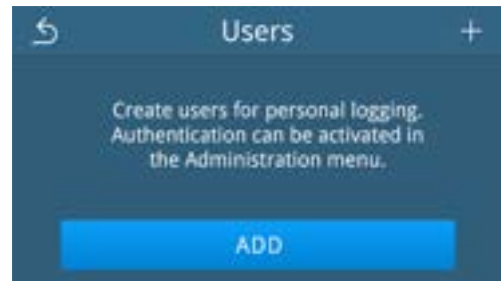 Users
Create users for personal logging.
Authentication can be activated in
the Administration menu.
ADD